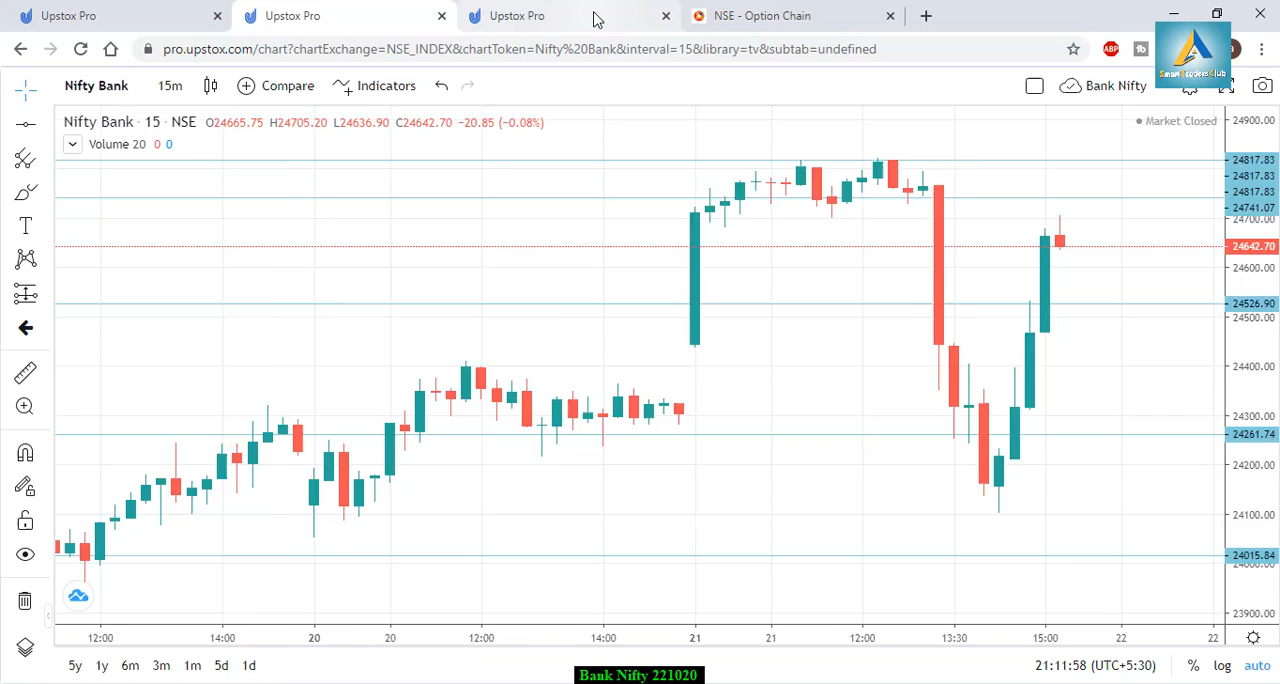 Upstox Pro
Upstox Pro
Upstox Pro
NSE - Option Chain
pro.upstox.com/chart?chartExchange=NSE_INDEX&chartToken=Nifty%20Bank&interval=15&library=tv&subtab=undefined
ABP
tb
Smart Traders Club
Nifty Bank
15m
Compare
Indicators
Bank Nifty
Nifty Bank · 15 · NSE O24665.75 H24705.20 L24636.90 C24642.70 -20.85 (-0.08%)
Volume 20 0 0
Market Closed
24900.00
24817.83
24817.83
24817.83
24741.07
24700.00
24642.70
24600.00
24526.90
24500.00
24400.00
24300.00
24261.74
24200.00
24100.00
24015.84
24000.00
23900.00
12:00 14:00 20 20 12:00 14:00 21 21 12:00 13:30 15:00 22 22
5y 1y 6m 3m 1m 5d 1d
21:11:58 (UTC+5:30) % log auto
Bank Nifty 221020